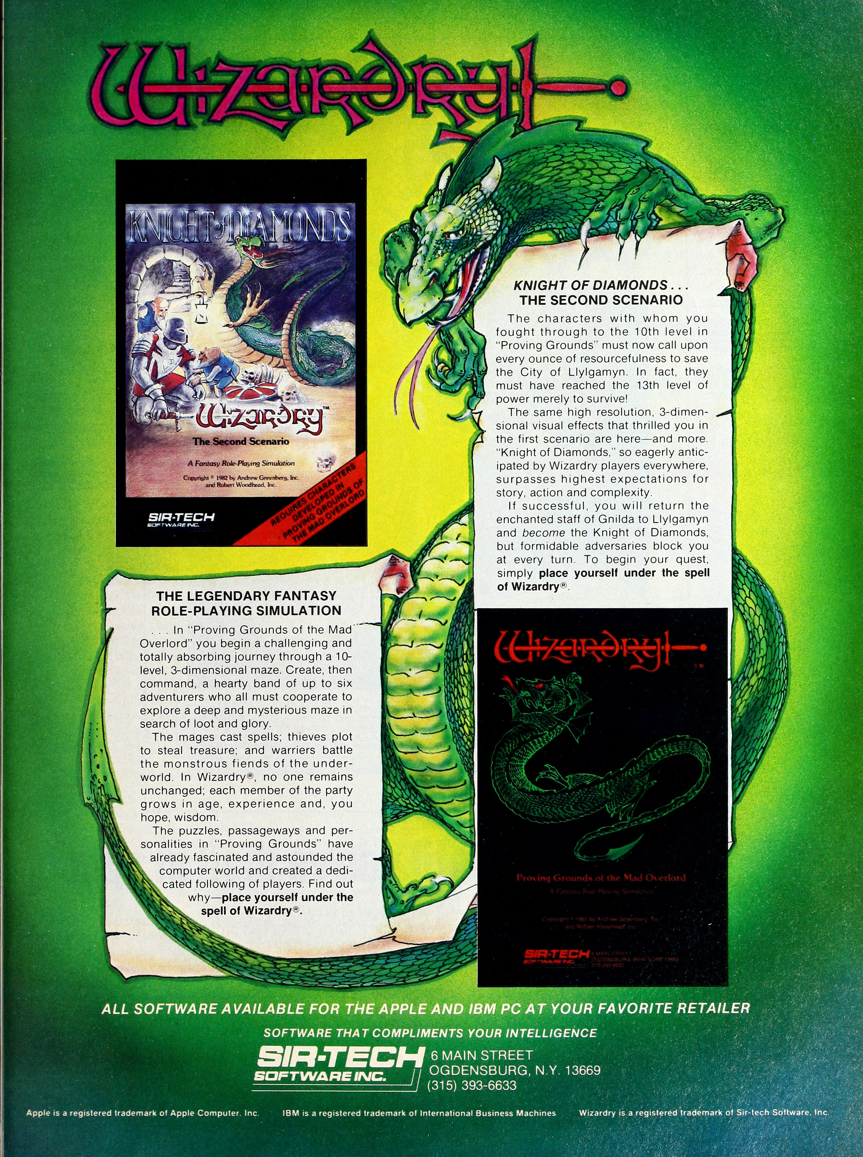 Wizardry
KNIGHT OF DIAMONDS
Wizardry™
The Second Scenario
A Fantasy Role-Playing Simulation
Copyright © 1982 by Andrew Greenberg, Inc.
and Robert Woodhead, Inc.
SIR-TECH
SOFTWARE INC.
REQUIRES CHARACTERS
DEVELOPED IN
PROVING GROUNDS OF
THE MAD OVERLORD
KNIGHT OF DIAMONDS . . .
THE SECOND SCENARIO
The characters with whom you
fought through to the 10th level in
“Proving Grounds” must now call upon
every ounce of resourcefulness to save
the City of Llylgamyn. In fact, they
must have reached the 13th level of
power merely to survive!
The same high resolution, 3-dimen-
sional visual effects that thrilled you in
the first scenario are here—and more.
“Knight of Diamonds,” so eagerly antic-
ipated by Wizardry players everywhere,
surpasses highest expectations for
story, action and complexity.
If successful, you will return the
enchanted staff of Gnilda to Llylgamyn
and become the Knight of Diamonds,
but formidable adversaries block you
at every turn. To begin your quest,
simply place yourself under the spell
of Wizardry®.
THE LEGENDARY FANTASY
ROLE-PLAYING SIMULATION
. . . In “Proving Grounds of the Mad
Overlord” you begin a challenging and
totally absorbing journey through a 10-
level, 3-dimensional maze. Create, then
command, a hearty band of up to six
adventurers who all must cooperate to
explore a deep and mysterious maze in
search of loot and glory.
The mages cast spells; thieves plot
to steal treasure; and warriers battle
the monstrous fiends of the under-
world. In Wizardry®, no one remains
unchanged; each member of the party
grows in age, experience and, you
hope, wisdom.
The puzzles, passageways and per-
sonalities in “Proving Grounds” have
already fascinated and astounded the
computer world and created a dedi-
cated following of players. Find out
why—place yourself under the
spell of Wizardry®.
Wizardry
™
Proving Grounds of the Mad Overlord
A Fantasy Role-Playing Simulation
Copyright © 1981 by Andrew Greenberg, Inc.
and Robert Woodhead, Inc.
SIR-TECH
SOFTWARE INC.
ALL SOFTWARE AVAILABLE FOR THE APPLE AND IBM PC AT YOUR FAVORITE RETAILER
SOFTWARE THAT COMPLIMENTS YOUR INTELLIGENCE
SIR-TECH
SOFTWARE INC.
6 MAIN STREET
OGDENSBURG, N.Y. 13669
(315) 393-6633
Apple is a registered trademark of Apple Computer, Inc. IBM is a registered trademark of International Business Machines Wizardry is a registered trademark of Sir-tech Software, Inc.